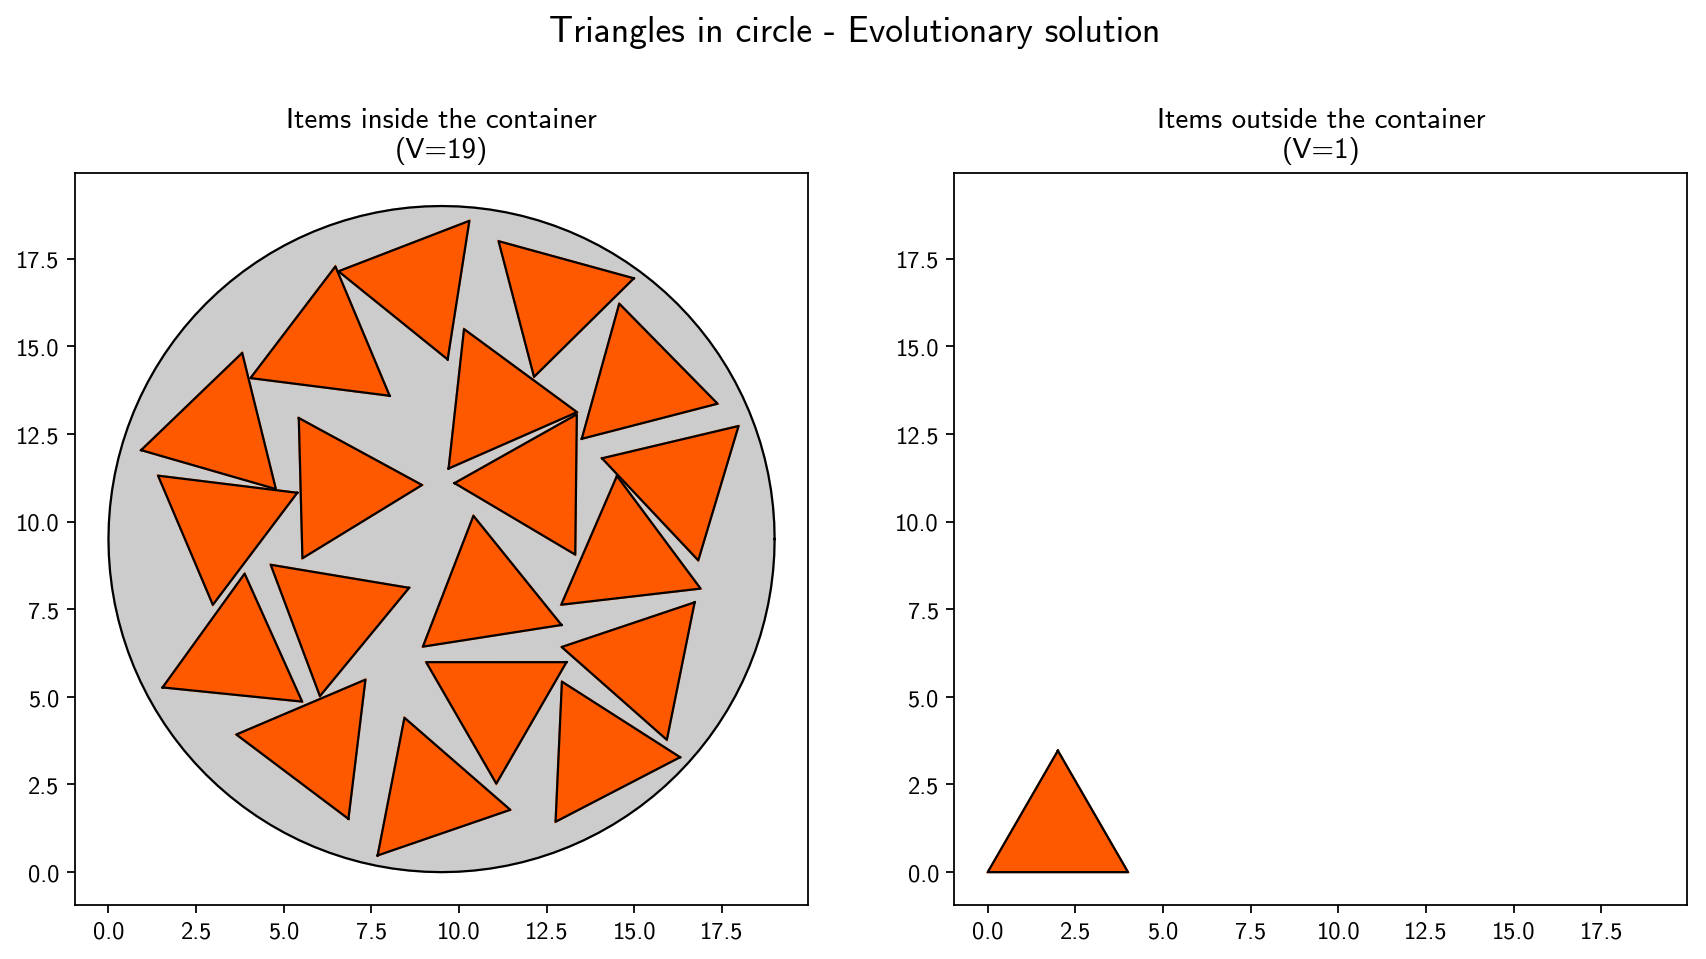 Triangles in circle - Evolutionary solution
Items inside the container
(V=19)
17.5
15.0
12.5
10.0
7.5
5.0
2.5
0.0
0.0 2.5 5.0 7.5 10.0 12.5 15.0 17.5
Items outside the container
(V=1)
17.5
15.0
12.5
10.0
7.5
5.0
2.5
0.0
0.0 2.5 5.0 7.5 10.0 12.5 15.0 17.5